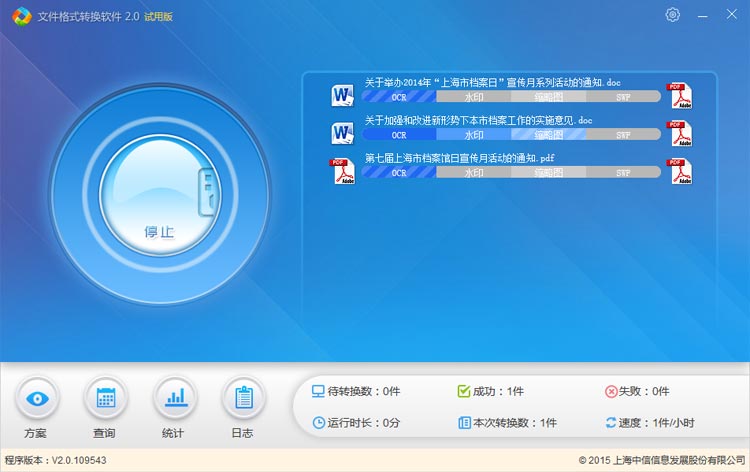 文件格式转换软件 2.0 试用版
关于举办2014年“上海市档案日”宣传月系列活动的通知.doc
OCR 水印 缩略图 SWP
关于加强和改进新形势下本市档案工作的实施意见.doc
OCR 水印 缩略图 SWP
第七届上海市档案馆日宣传月活动的通知.pdf
OCR 水印 缩略图 SWP
停止
待转换数：0件 成功：1件 失败：0件
运行时长：0分 本次转换数：1件 速度：1件/小时
方案 查询 统计 日志
程序版本：V2.0.109543 © 2015 上海中信信息发展股份有限公司